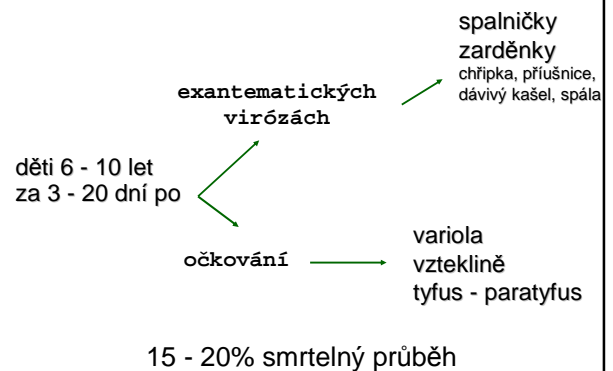 spalničky
zarděnky
chřipka, příušnice,
dávivý kašel, spála
exantematických
virózách
děti 6 - 10 let
za 3 - 20 dní po
očkování
variola
vzteklině
tyfus - paratyfus
15 - 20% smrtelný průběh